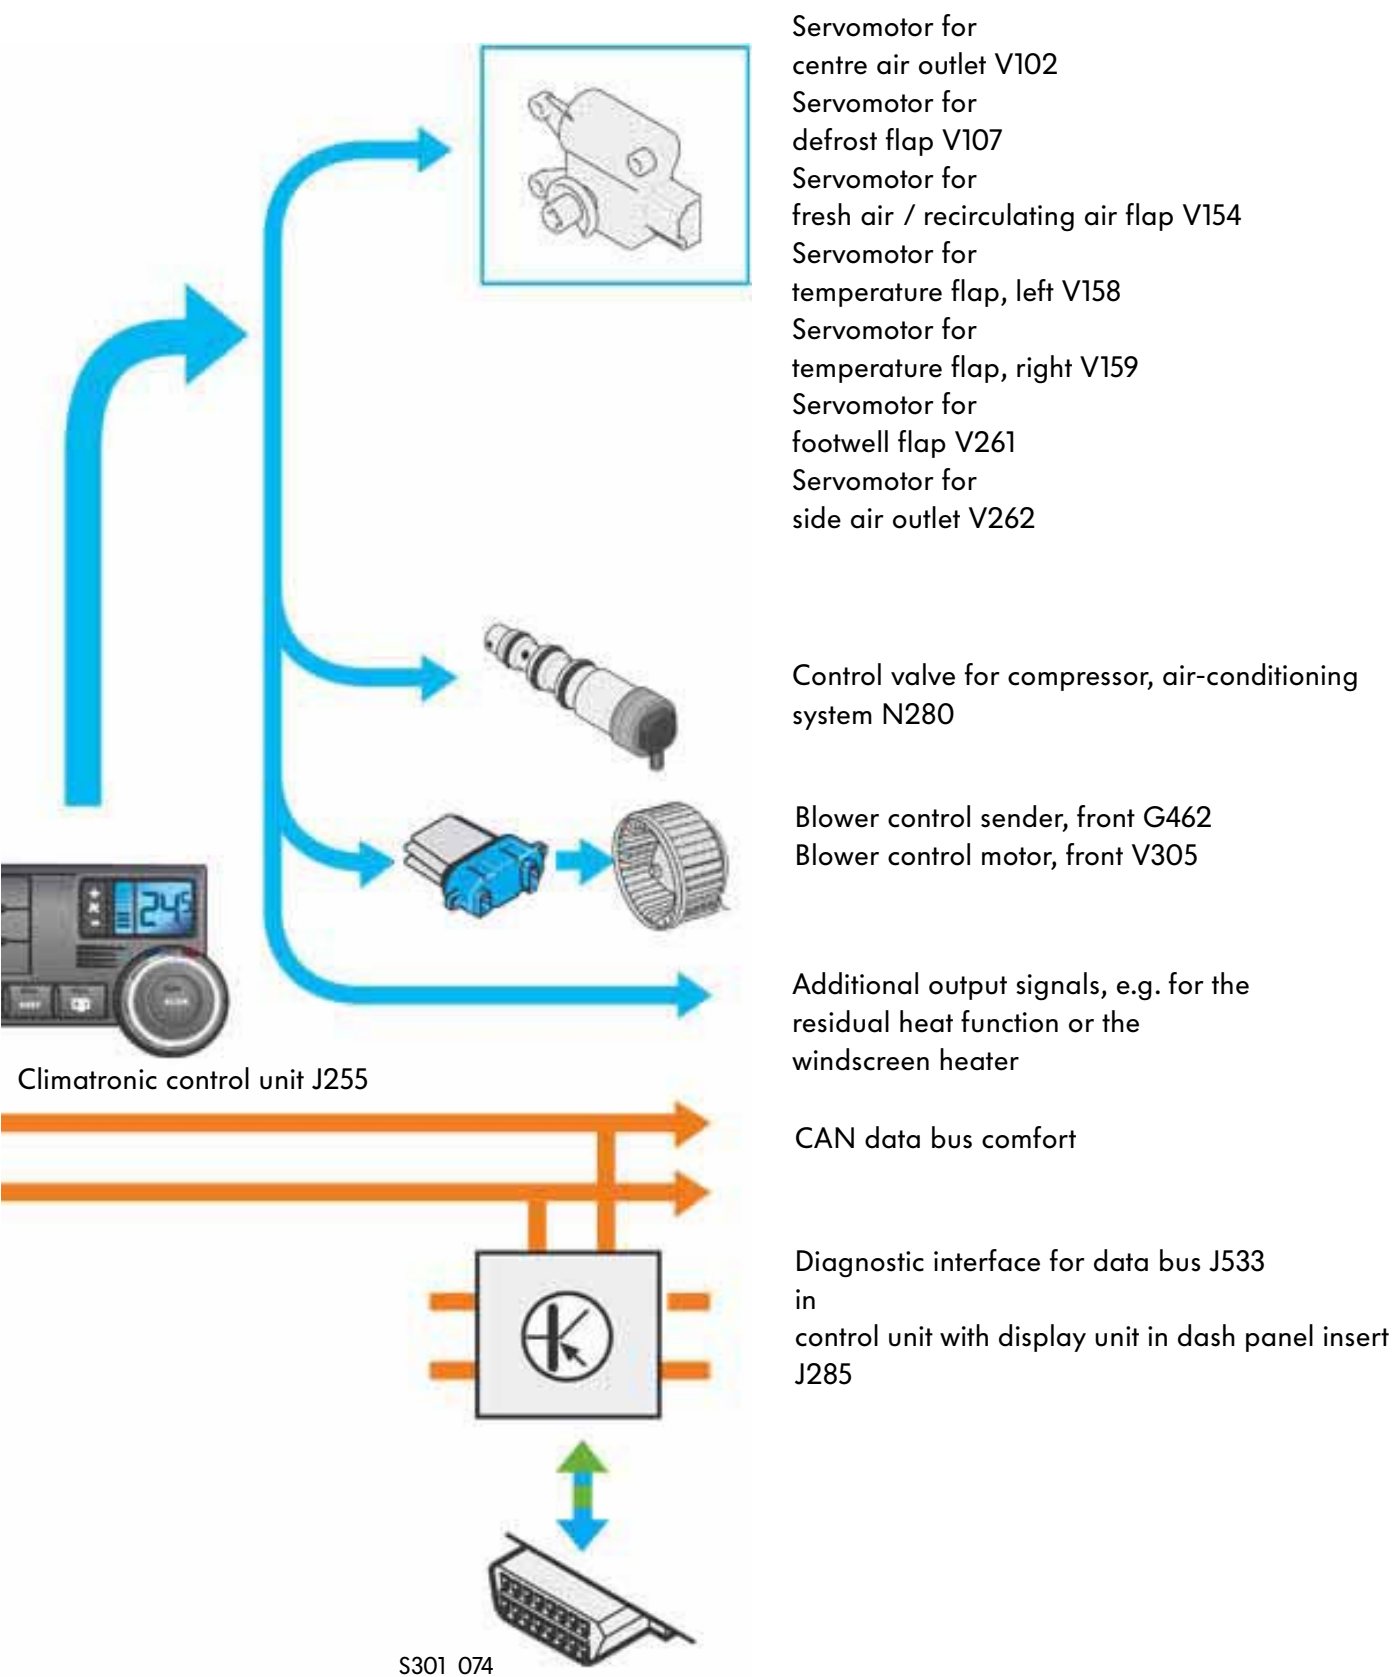 Servomotor for
centre air outlet V102
Servomotor for
defrost flap V107
Servomotor for
fresh air / recirculating air flap V154
Servomotor for
temperature flap, left V158
Servomotor for
temperature flap, right V159
Servomotor for
footwell flap V261
Servomotor for
side air outlet V262
Control valve for compressor, air-conditioning
system N280
Blower control sender, front G462
Blower control motor, front V305
24.5
Additional output signals, e.g. for the
residual heat function or the
windscreen heater
Climatronic control unit J255
CAN data bus comfort
Diagnostic interface for data bus J533
in
control unit with display unit in dash panel insert
J285
S301_074